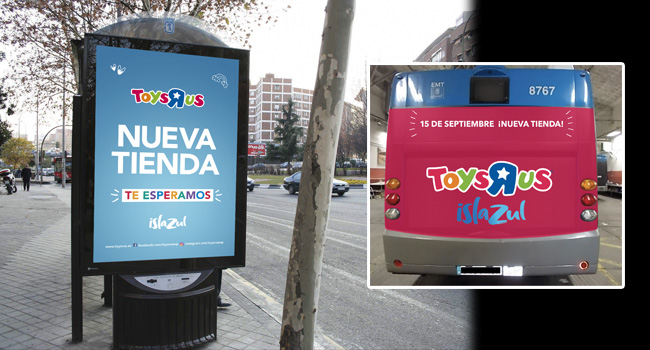 TOYSRUS
NUEVA
TIENDA
TE ESPERAMOS
islazul
EMT
8767
15 DE SEPTIEMBRE ¡NUEVA TIENDA!
TOYSRUS
islazul